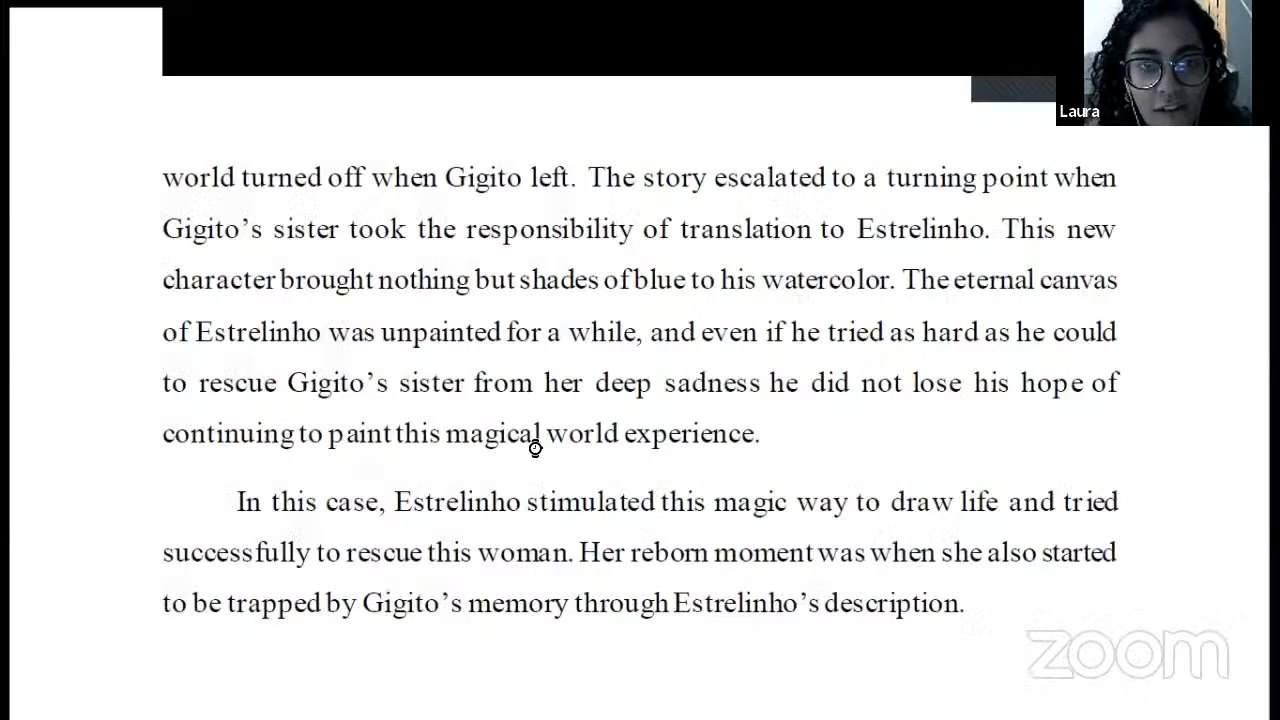 Laura
world turned off when Gigito left. The story escalated to a turning point when
Gigito’s sister took the responsibility of translation to Estrelinho. This new
character brought nothing but shades of blue to his watercolor. The eternal canvas
of Estrelinho was unpainted for a while, and even if he tried as hard as he could
to rescue Gigito’s sister from her deep sadness he did not lose his hope of
continuing to paint this magical world experience.
In this case, Estrelinho stimulated this magic way to draw life and tried
successfully to rescue this woman. Her reborn moment was when she also started
to be trapped by Gigito’s memory through Estrelinho’s description.
zoom